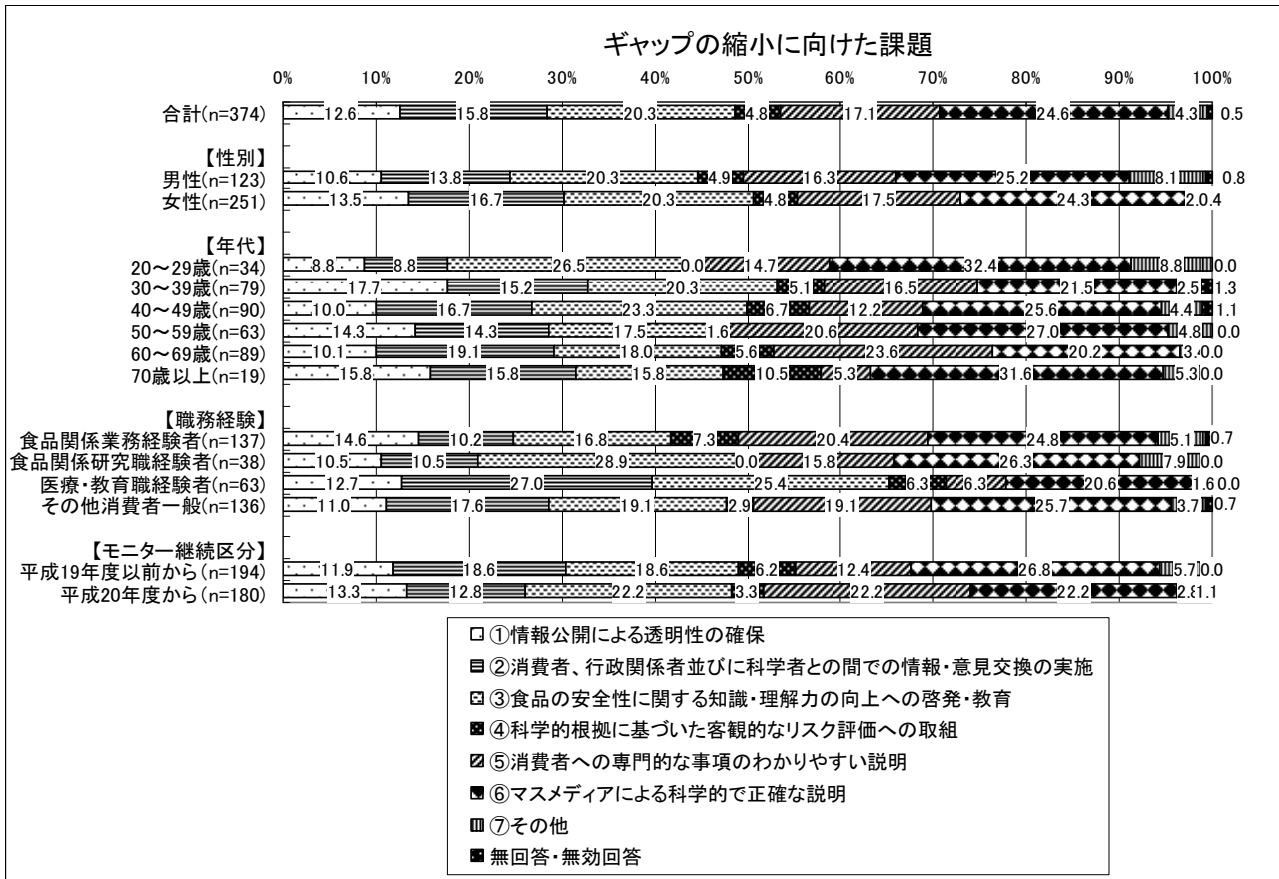 ギャップの縮小に向けた課題
0% 10% 20% 30% 40% 50% 60% 70% 80% 90% 100%
合計(n=374) 12.6 15.8 20.3 4.8 17.1 24.6 4.3 0.5
【性別】
男性(n=123) 10.6 13.8 20.3 4.9 16.3 25.2 8.1 0.8
女性(n=251) 13.5 16.7 20.3 4.8 17.5 24.3 2.0 0.4
【年代】
20～29歳(n=34) 8.8 8.8 26.5 0.0 14.7 32.4 8.8 0.0
30～39歳(n=79) 17.7 15.2 20.3 5.1 16.5 21.5 2.5 1.3
40～49歳(n=90) 10.0 16.7 23.3 6.7 12.2 25.6 4.4 1.1
50～59歳(n=63) 14.3 14.3 17.5 1.6 20.6 27.0 4.8 0.0
60～69歳(n=89) 10.1 19.1 18.0 5.6 23.6 20.2 3.4 0.0
70歳以上(n=19) 15.8 15.8 15.8 10.5 5.3 31.6 5.3 0.0
【職務経験】
食品関係業務経験者(n=137) 14.6 10.2 16.8 7.3 20.4 24.8 5.1 0.7
食品関係研究職経験者(n=38) 10.5 10.5 28.9 0.0 15.8 26.3 7.9 0.0
医療・教育職経験者(n=63) 12.7 27.0 25.4 6.3 6.3 20.6 1.6 0.0
その他消費者一般(n=136) 11.0 17.6 19.1 2.9 19.1 25.7 3.7 0.7
【モニター継続区分】
平成19年度以前から(n=194) 11.9 18.6 18.6 6.2 12.4 26.8 5.7 0.0
平成20年度から(n=180) 13.3 12.8 22.2 3.3 22.2 22.2 2.8 1.1
①情報公開による透明性の確保
②消費者、行政関係者並びに科学者との間での情報・意見交換の実施
③食品の安全性に関する知識・理解力の向上への啓発・教育
④科学的根拠に基づいた客観的なリスク評価への取組
⑤消費者への専門的な事項のわかりやすい説明
⑥マスメディアによる科学的で正確な説明
⑦その他
無回答・無効回答